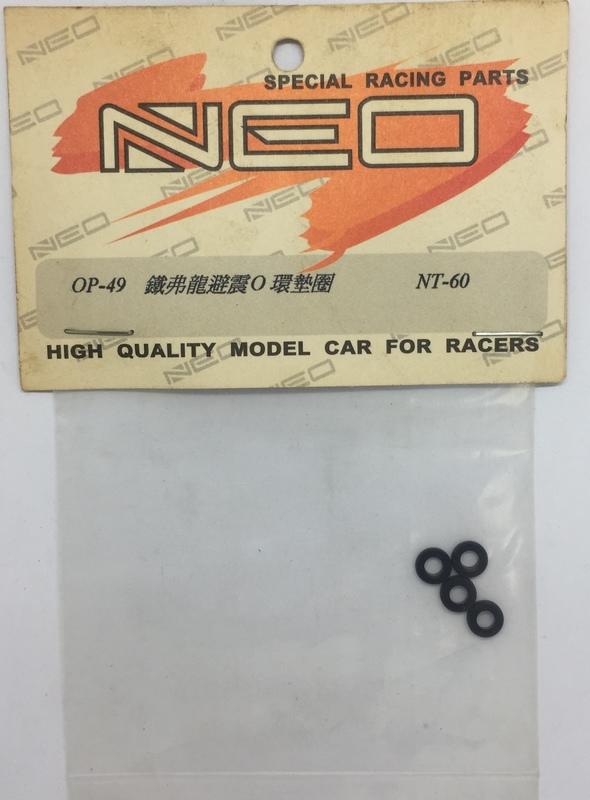 SPECIAL RACING PARTS
NEO
OP-49 鐵弗龍避震O環墊圈 NT-60
HIGH QUALITY MODEL CAR FOR RACERS